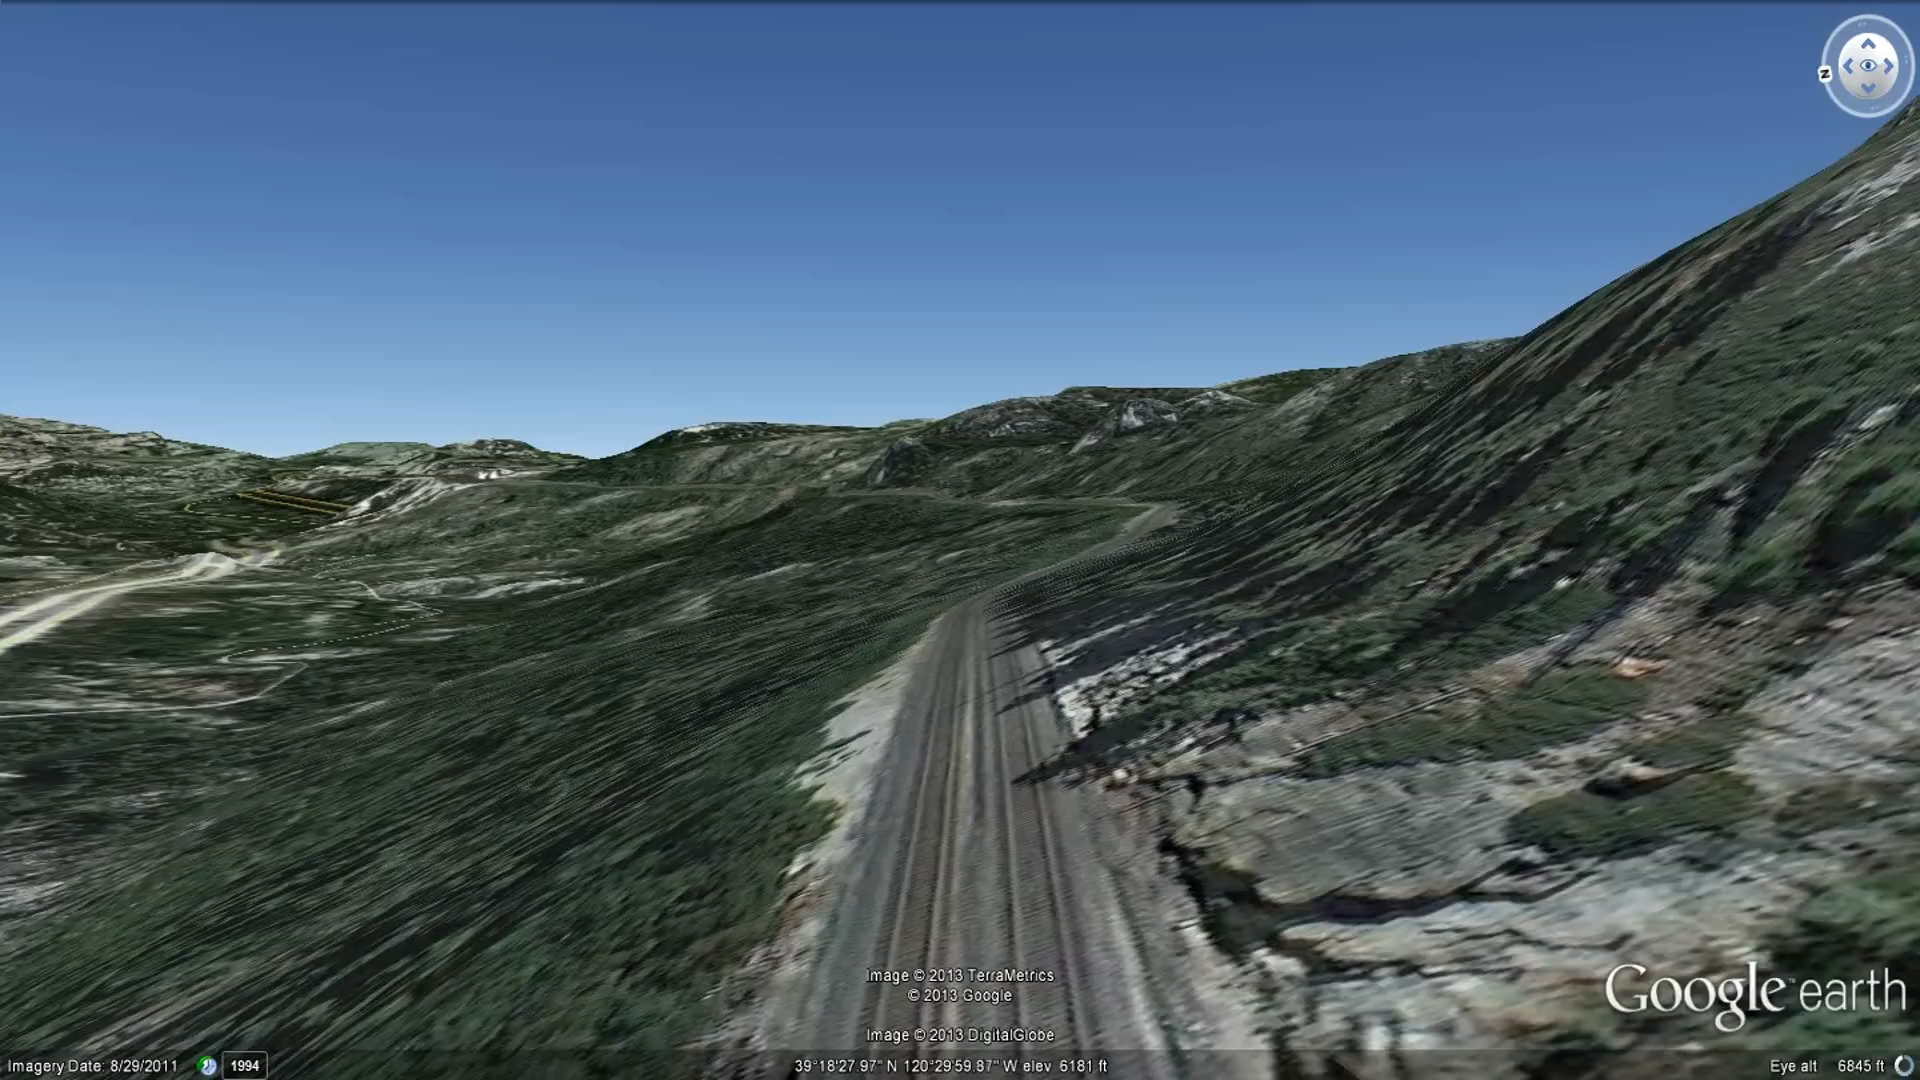 Z
Image © 2013 TerraMetrics
© 2013 Google
Image © 2013 DigitalGlobe
Google earth
Imagery Date: 8/29/2011 1994 39°18'27.97" N 120°29'59.87" W elev 6181 ft Eye alt 6845 ft